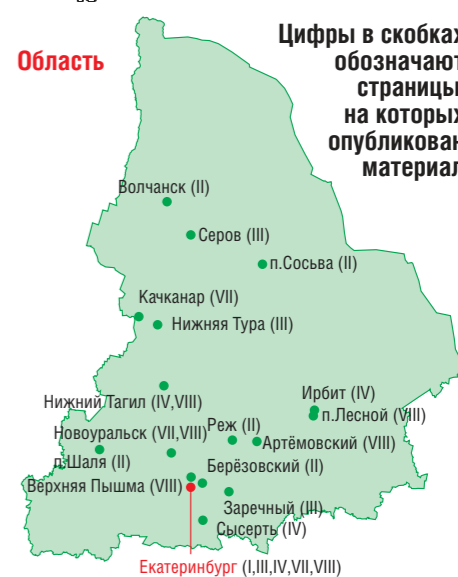 Область
Цифры в скобках
обозначают
страницы,
на которых
опубликован
материал
Волчанск (II)
Серов (III)
п.Сосьва (II)
Качканар (VII)
Нижняя Тура (III)
Ирбит (IV)
Нижний Тагил (IV,VIII)
п.Лесной (VIII)
Реж (II)
Новоуральск (VII,VIII)
Артёмовский (VIII)
п.Шаля (II)
Берёзовский (II)
Верхняя Пышма (VIII)
Заречный (III)
Сысерть (IV)
Екатеринбург (I,III,IV,VII,VIII)